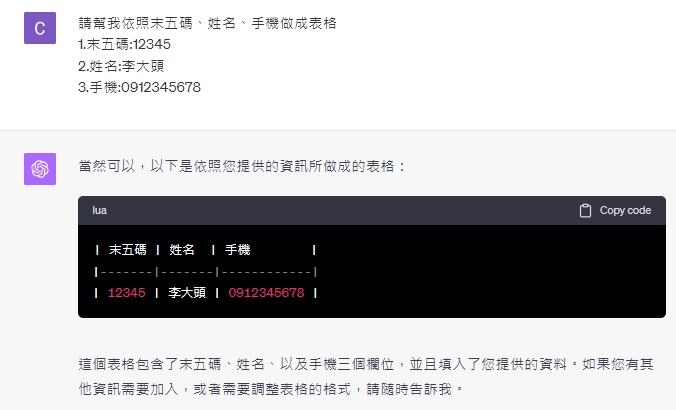 C
請幫我依照末五碼、姓名、手機做成表格
1.末五碼:12345
2.姓名:李大頭
3.手機:0912345678
當然可以，以下是依照您提供的資訊所做成的表格：
lua Copy code
| 末五碼 | 姓名 | 手機 |
|-------|-------|------------|
| 12345 | 李大頭 | 0912345678 |
這個表格包含了末五碼、姓名、以及手機三個欄位，並且填入了您提供的資料。如果您有其
他資訊需要加入，或者需要調整表格的格式，請隨時告訴我。